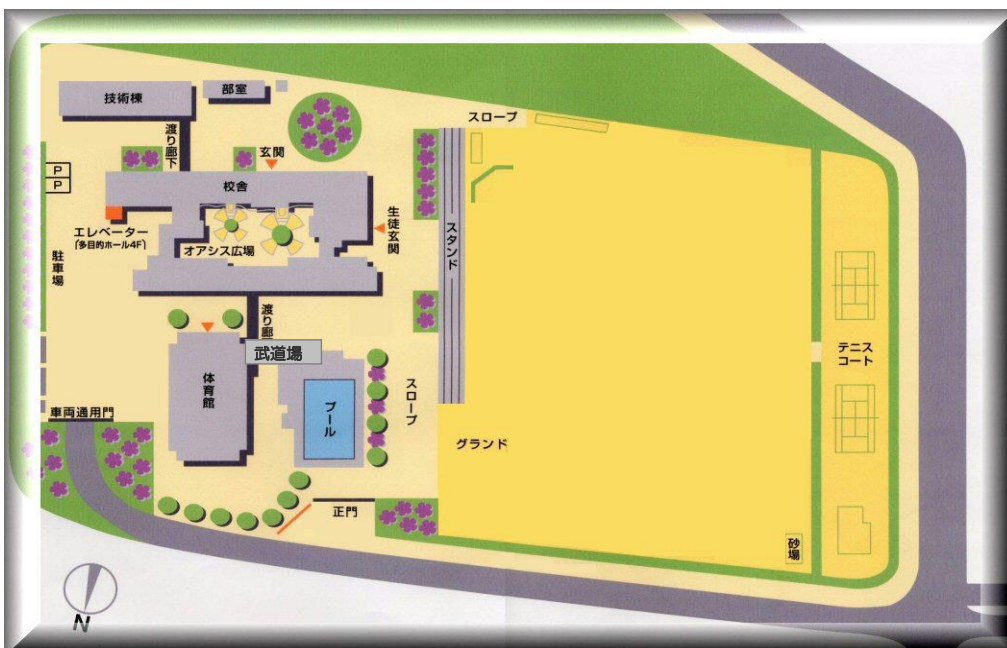 技術棟
部室
スロープ
渡り廊下
玄関
P
P
校舎
生徒玄関
エレベーター
(多目的ホール4F)
オアシス広場
スタンド
駐車場
渡り廊
武道場
体育館
プール
スロープ
テニス
コート
車両通用門
グランド
正門
砂場
N